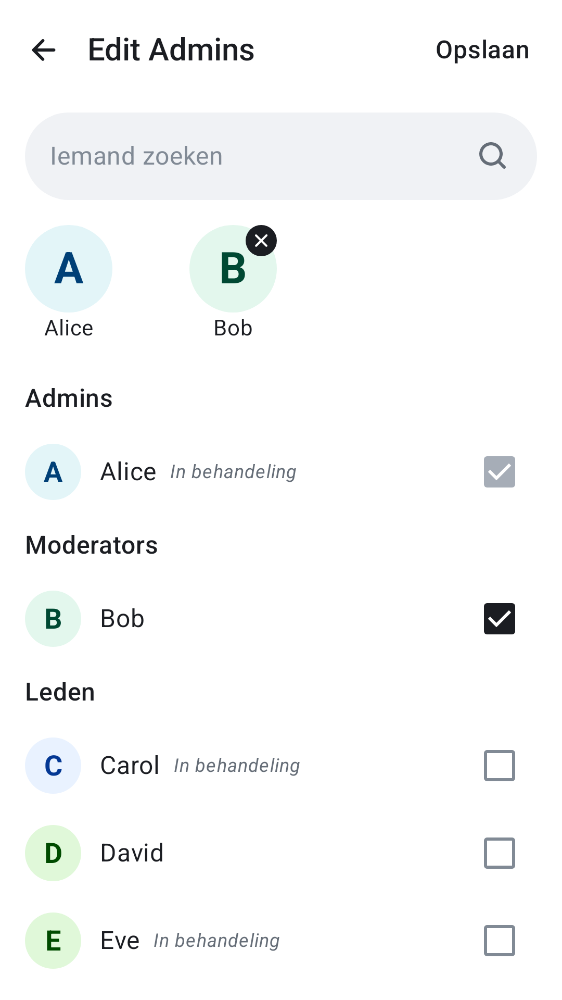 Edit Admins Opslaan
Iemand zoeken
A B
Alice Bob
Admins
A Alice In behandeling
Moderators
B Bob
Leden
C Carol In behandeling
D David
E Eve In behandeling